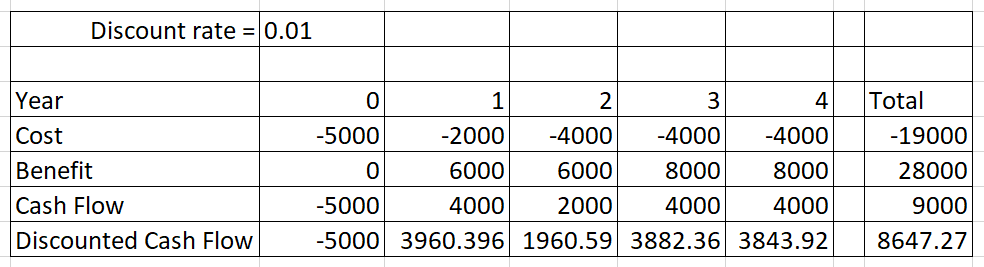 Discount rate = 0.01
Year 0 1 2 3 4 Total
Cost -5000 -2000 -4000 -4000 -4000 -19000
Benefit 0 6000 6000 8000 8000 28000
Cash Flow -5000 4000 2000 4000 4000 9000
Discounted Cash Flow -5000 3960.396 1960.59 3882.36 3843.92 8647.27